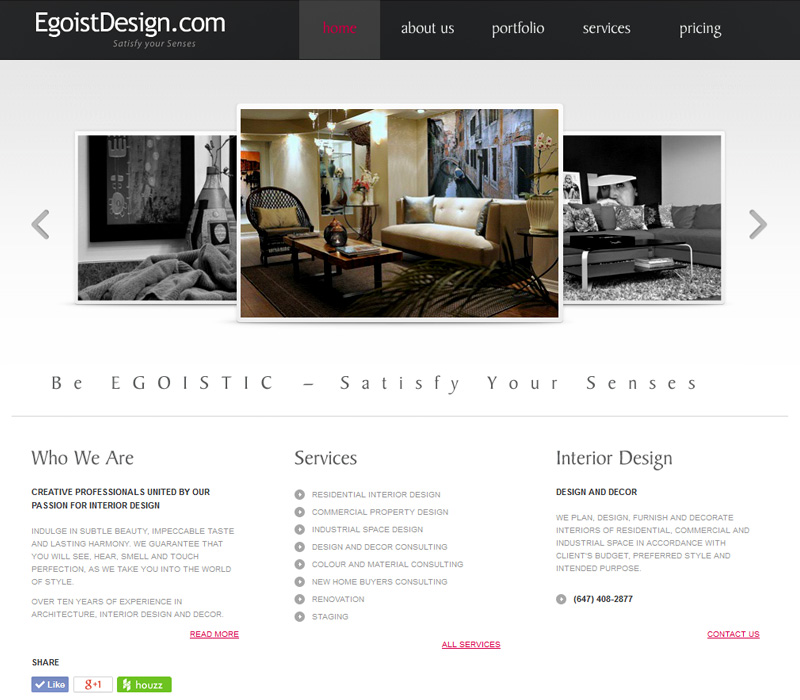 EgoistDesign.com
Satisfy your Senses
home
about us
portfolio
services
pricing
Be EGOISTIC – Satisfy Your Senses
Who We Are
CREATIVE PROFESSIONALS UNITED BY OUR
PASSION FOR INTERIOR DESIGN
INDULGE IN SUBTLE BEAUTY, IMPECCABLE TASTE
AND LASTING HARMONY. WE GUARANTEE THAT
YOU WILL SEE, HEAR, SMELL AND TOUCH
PERFECTION, AS WE TAKE YOU INTO THE WORLD
OF STYLE.
OVER TEN YEARS OF EXPERIENCE IN
ARCHITECTURE, INTERIOR DESIGN AND DECOR.
READ MORE
SHARE
Like
g+1
houzz
Services
RESIDENTIAL INTERIOR DESIGN
COMMERCIAL PROPERTY DESIGN
INDUSTRIAL SPACE DESIGN
DESIGN AND DECOR CONSULTING
COLOUR AND MATERIAL CONSULTING
NEW HOME BUYERS CONSULTING
RENOVATION
STAGING
ALL SERVICES
Interior Design
DESIGN AND DECOR
WE PLAN, DESIGN, FURNISH AND DECORATE
INTERIORS OF RESIDENTIAL, COMMERCIAL AND
INDUSTRIAL SPACE IN ACCORDANCE WITH
CLIENT'S BUDGET, PREFERRED STYLE AND
INTENDED PURPOSE.
(647) 408-2877
CONTACT US